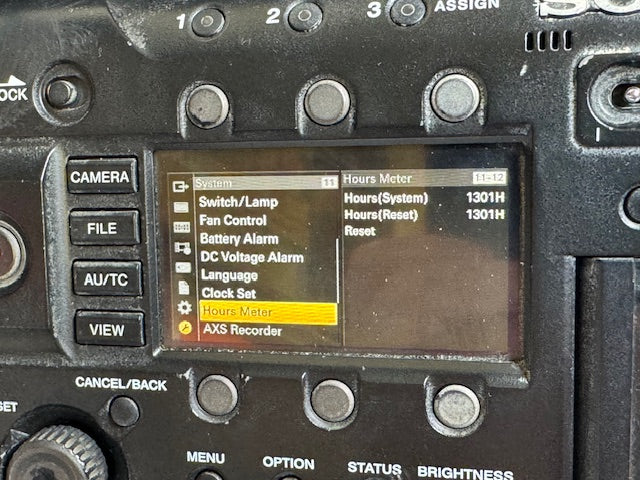 1 2 3 ASSIGN
OCK
CAMERA
FILE
AU/TC
VIEW
System 11
Switch/Lamp
Fan Control
Battery Alarm
DC Voltage Alarm
Language
Clock Set
Hours Meter
AXS Recorder
Hours Meter 11-12
Hours(System) 1301H
Hours(Reset) 1301H
Reset
CANCEL/BACK
SET
MENU OPTION STATUS BRIGHTNESS